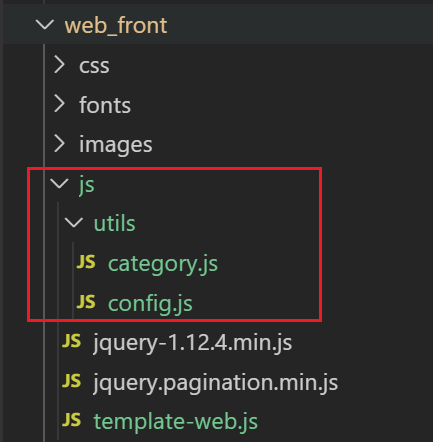 web_front
css
fonts
images
js
utils
JS category.js
JS config.js
JS jquery-1.12.4.min.js
JS jquery.pagination.min.js
JS template-web.js